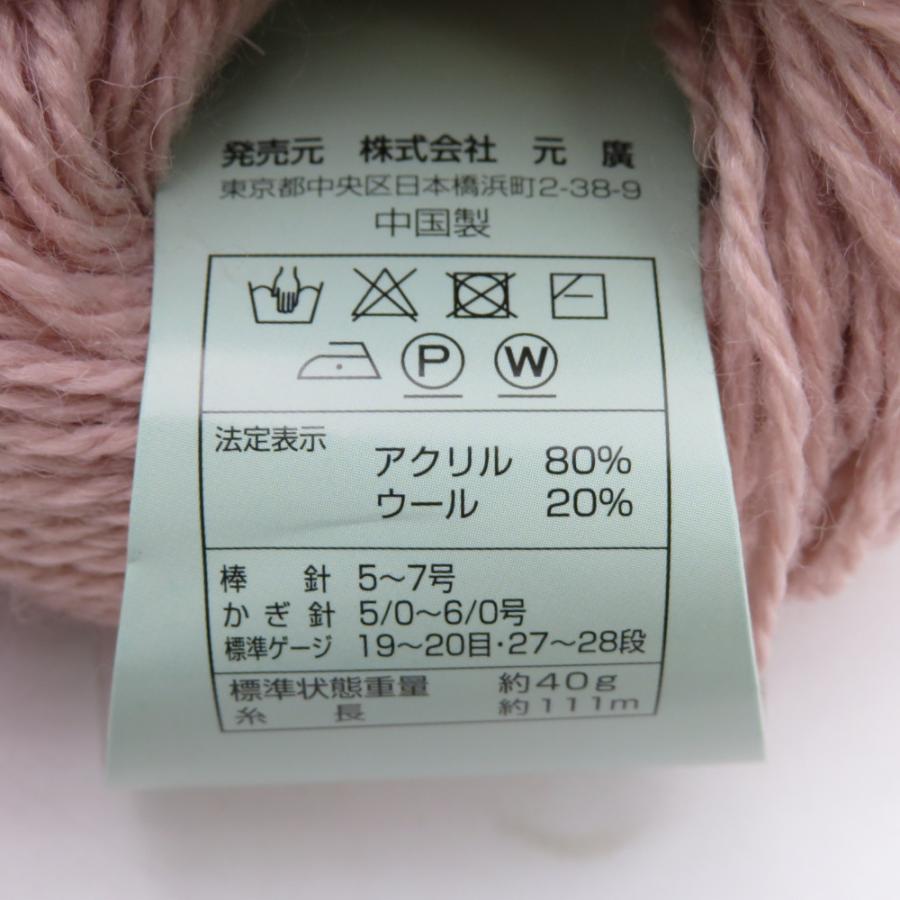 発売元 株式会社 元 廣
東京都中央区日本橋浜町2-38-9
中国製
P W
法定表示
アクリル 80%
ウール 20%
棒 針 5～7号
かぎ針 5/0～6/0号
標準ゲージ 19～20目・27～28段
標準状態重量 約40g
糸 長 約111m